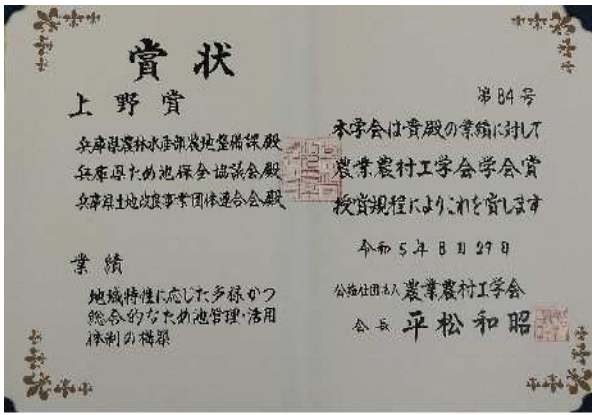 賞状
上野賞
兵庫県農林水産部農地整備課殿
兵庫県ため池保全協議会殿
兵庫県土地改良事業団体連合会殿
業績
地域特性に応じた多様かつ
総合的なため池管理・活用
体制の構築
第84号
本学会は貴殿の業績に対して
農業農村工学会学会賞
授賞規程によりこれを賞します
令和5年8月29日
公益社団法人 農業農村工学会
会長 平松和昭